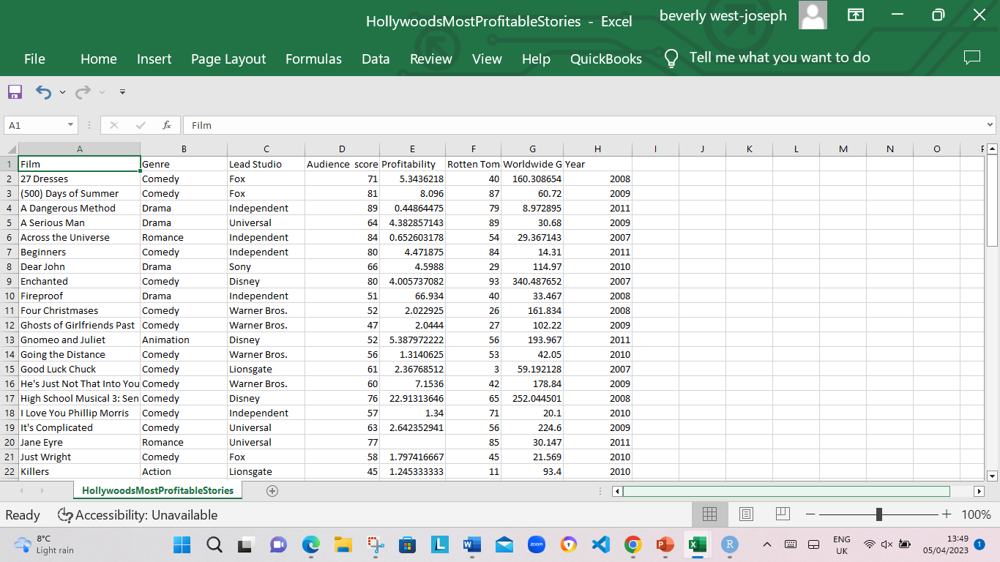 HollywoodsMostProfitableStories - Excel
beverly west-joseph
File Home Insert Page Layout Formulas Data Review View Help QuickBooks Tell me what you want to do
A1 fx Film
A B C D E F G H I J K L M N O
1 Film Genre Lead Studio Audience score Profitability Rotten Tom Worldwide G Year
2 27 Dresses Comedy Fox 71 5.3436218 40 160.308654 2008
3 (500) Days of Summer Comedy Fox 81 8.096 87 60.72 2009
4 A Dangerous Method Drama Independent 89 0.44864475 79 8.972895 2011
5 A Serious Man Drama Universal 64 4.382857143 89 30.68 2009
6 Across the Universe Romance Independent 84 0.652603178 54 29.367143 2007
7 Beginners Comedy Independent 80 4.471875 84 14.31 2011
8 Dear John Drama Sony 66 4.5988 29 114.97 2010
9 Enchanted Comedy Disney 80 4.005737082 93 340.487652 2007
10 Fireproof Drama Independent 51 66.934 40 33.467 2008
11 Four Christmases Comedy Warner Bros. 52 2.022925 26 161.834 2008
12 Ghosts of Girlfriends Past Comedy Warner Bros. 47 2.0444 27 102.22 2009
13 Gnomeo and Juliet Animation Disney 52 5.387972222 56 193.967 2011
14 Going the Distance Comedy Warner Bros. 56 1.3140625 53 42.05 2010
15 Good Luck Chuck Comedy Lionsgate 61 2.36768512 3 59.192128 2007
16 He's Just Not That Into You Comedy Warner Bros. 60 7.1536 42 178.84 2009
17 High School Musical 3: Sen Comedy Disney 76 22.91313646 65 252.044501 2008
18 I Love You Phillip Morris Comedy Independent 57 1.34 71 20.1 2010
19 It's Complicated Comedy Universal 63 2.642352941 56 224.6 2009
20 Jane Eyre Romance Universal 77 85 30.147 2011
21 Just Wright Comedy Fox 58 1.797416667 45 21.569 2010
22 Killers Action Lionsgate 45 1.245333333 11 93.4 2010
HollywoodsMostProfitableStories
Ready Accessibility: Unavailable 100%
8°C
Light rain
L W zoom P X R
ENG
UK
13:49
05/04/2023
1